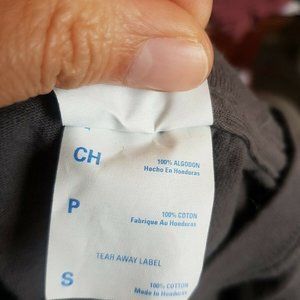 CH
100% ALGODON
Hecho En Honduras
P
100% COTON
Fabrique Au Honduras
TEAR AWAY LABEL
S
100% COTTON
Made In Honduras